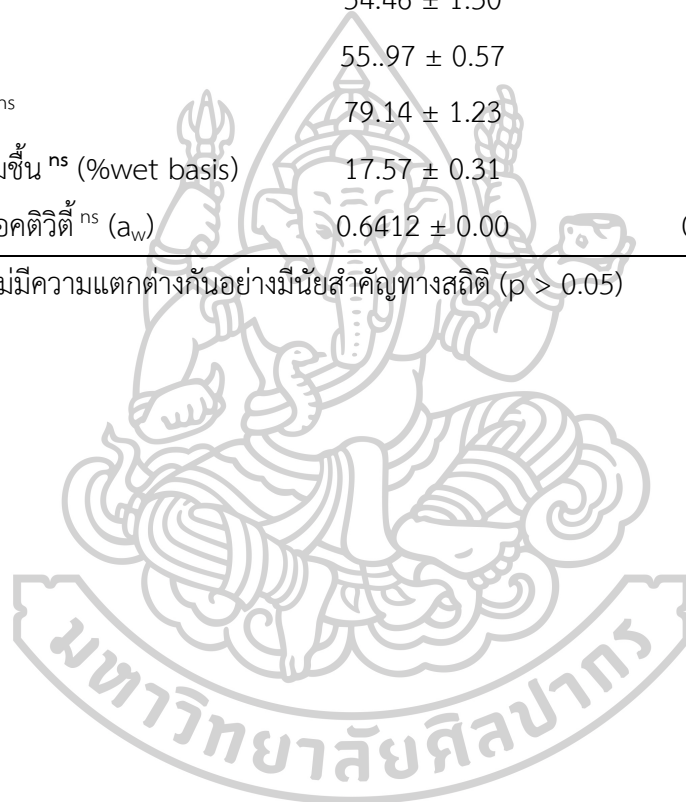 54.46 ± 1.50
55..97 ± 0.57
ns 79.14 ± 1.23
มชื้น ns (%wet basis) 17.57 ± 0.31
อคติวิตี้ ns (aw) 0.6412 ± 0.00 (
ม่มีความแตกต่างกันอย่างมีนัยสำคัญทางสถิติ (p > 0.05)
มหาวิทยาลัยศิลปากร